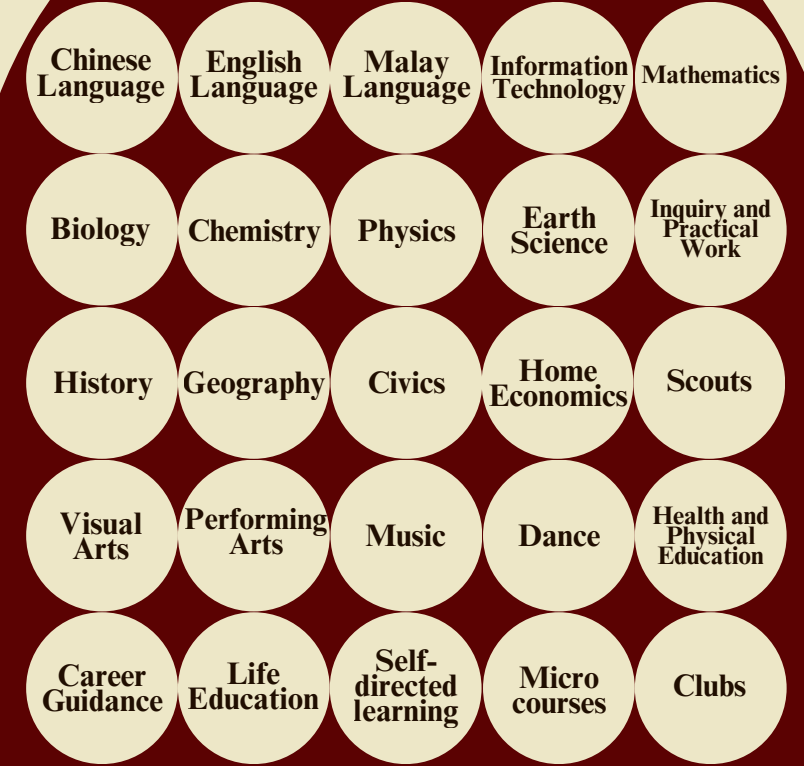 Chinese
Language
English
Language
Malay
Language
Information
Technology
Mathematics
Biology
Chemistry
Physics
Earth
Science
Inquiry and
Practical
Work
History
Geography
Civics
Home
Economics
Scouts
Visual
Arts
Performing
Arts
Music
Dance
Health and
Physical
Education
Career
Guidance
Life
Education
Self-
directed
learning
Micro
courses
Clubs